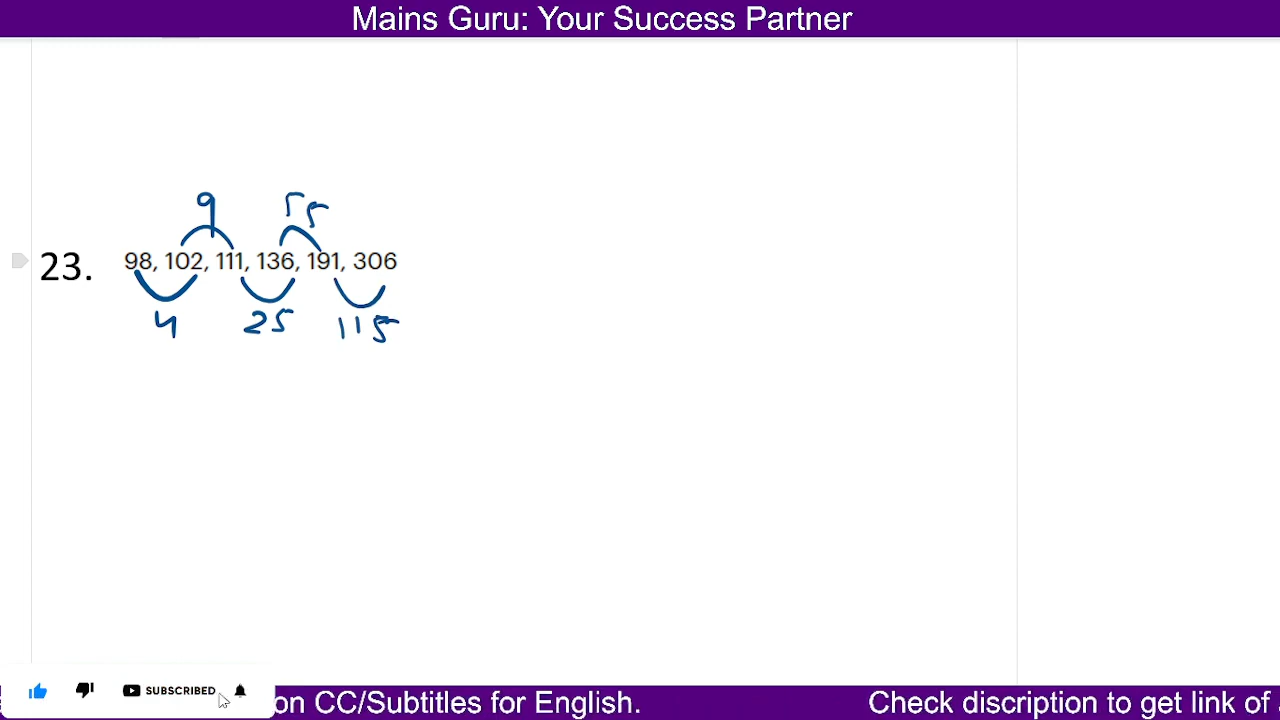 Mains Guru: Your Success Partner
9 55
23. 98, 102, 111, 136, 191, 306
4 25 115
SUBSCRIBED
on CC/Subtitles for English. Check discription to get link of